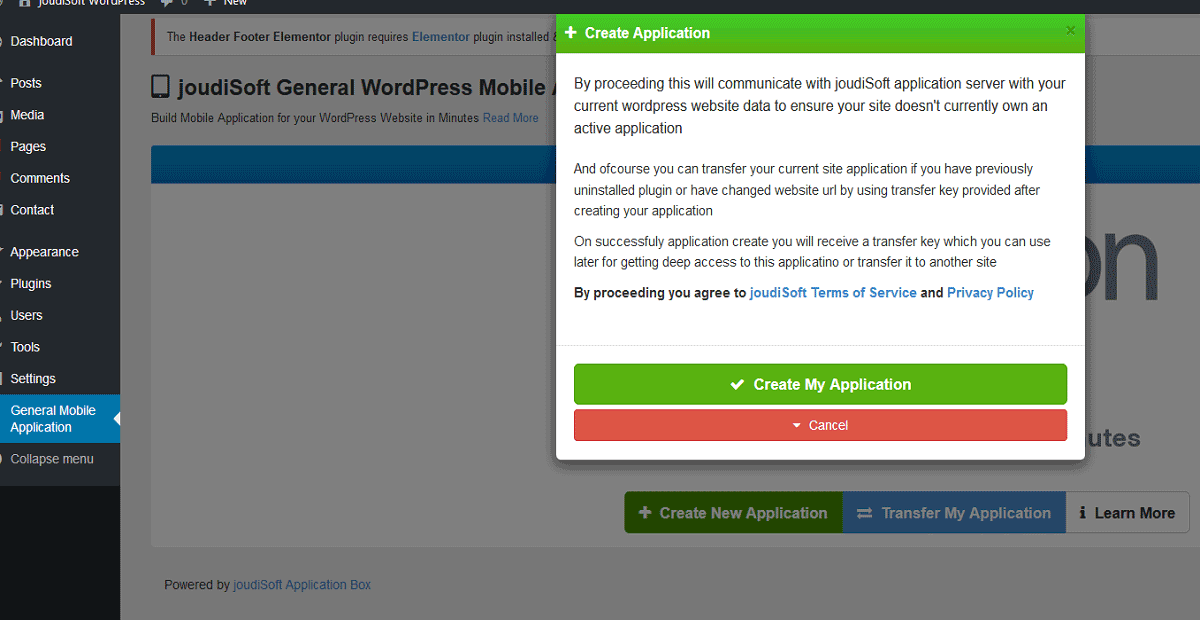 joudiSoft WordPress 0 New
Dashboard
Posts
Media
Pages
Comments
Contact
Appearance
Plugins
Users
Tools
Settings
General Mobile
Application
Collapse menu
The Header Footer Elementor plugin requires Elementor plugin installed &
joudiSoft General WordPress Mobile
Build Mobile Application for your WordPress Website in Minutes Read More
Create Application
By proceeding this will communicate with joudiSoft application server with your
current wordpress website data to ensure your site doesn't currently own an
active application
And ofcourse you can transfer your current site application if you have previously
uninstalled plugin or have changed website url by using transfer key provided after
creating your application
On successfuly application create you will receive a transfer key which you can use
later for getting deep access to this applicatino or transfer it to another site
By proceeding you agree to joudiSoft Terms of Service and Privacy Policy
Create My Application
Cancel
on
utes
Create New Application
Transfer My Application
Learn More
Powered by joudiSoft Application Box